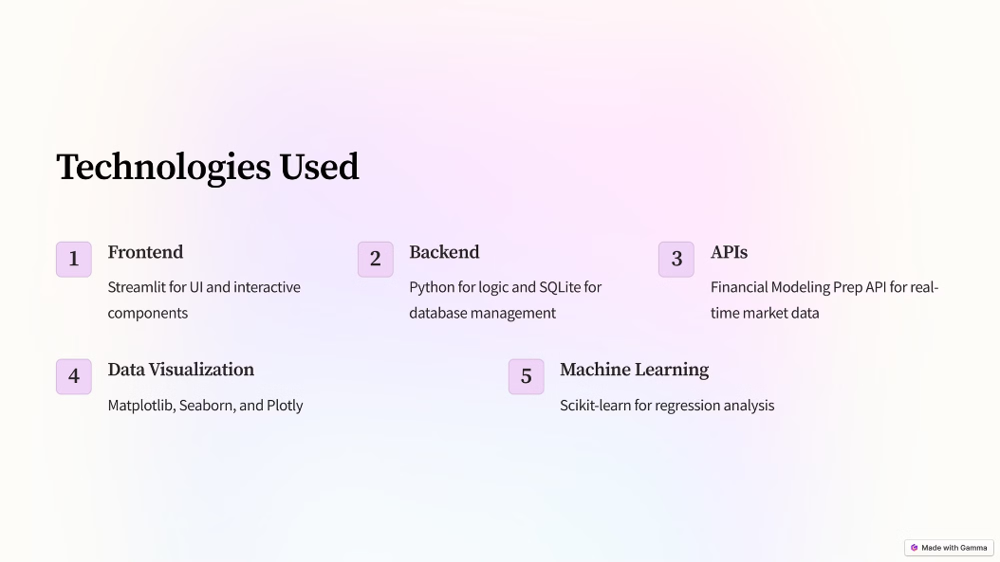 Technologies Used
1
Frontend
Streamlit for UI and interactive
components
2
Backend
Python for logic and SQLite for
database management
3
APIs
Financial Modeling Prep API for real-
time market data
4
Data Visualization
Matplotlib, Seaborn, and Plotly
5
Machine Learning
Scikit-learn for regression analysis
Made with Gamma